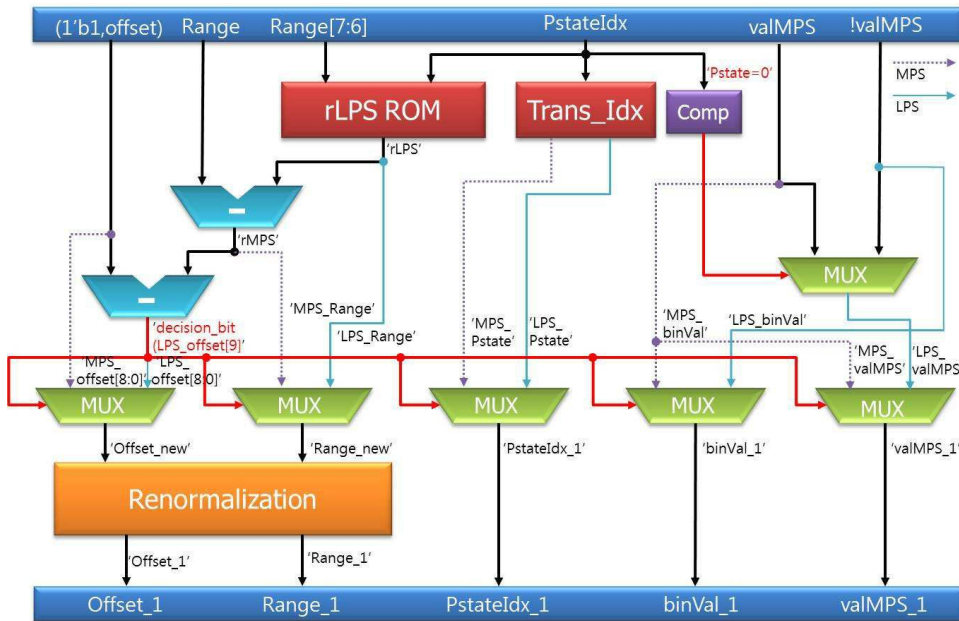 (1'b1,offset) Range Range[7:6] PstateIdx valMPS !valMPS
'Pstate=0'
MPS
LPS
rLPS ROM
Trans_Idx
Comp
'rLPS'
-
'rMPS'
MUX
-
'MPS_Range'
'LPS_Range'
'decision_bit
(LPS_offset[9]'
'MPS_
Pstate'
'LPS_
Pstate'
'MPS_
binVal'
'LPS_binVal'
'MPS_
valMPS'
'LPS_
valMPS'
'MPS_
offset[8:0]'
'LPS_
offset[8:0]'
MUX MUX MUX MUX MUX
'Offset_new' 'Range_new' 'PstateIdx_1' 'binVal_1' 'valMPS_1'
Renormalization
'Offset_1' 'Range_1'
Offset_1 Range_1 PstateIdx_1 binVal_1 valMPS_1